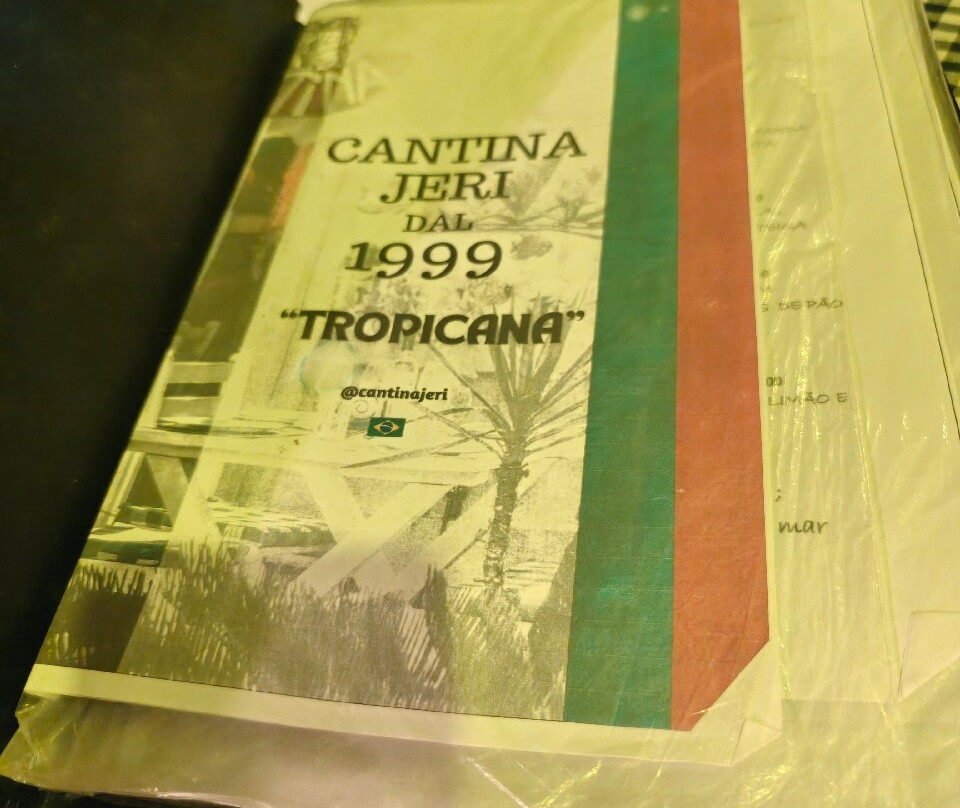 CANTINA
JERI
DAL
1999
“TROPICANA”
@cantinajeri
DE PÃO
LIMÃO E
;
mar